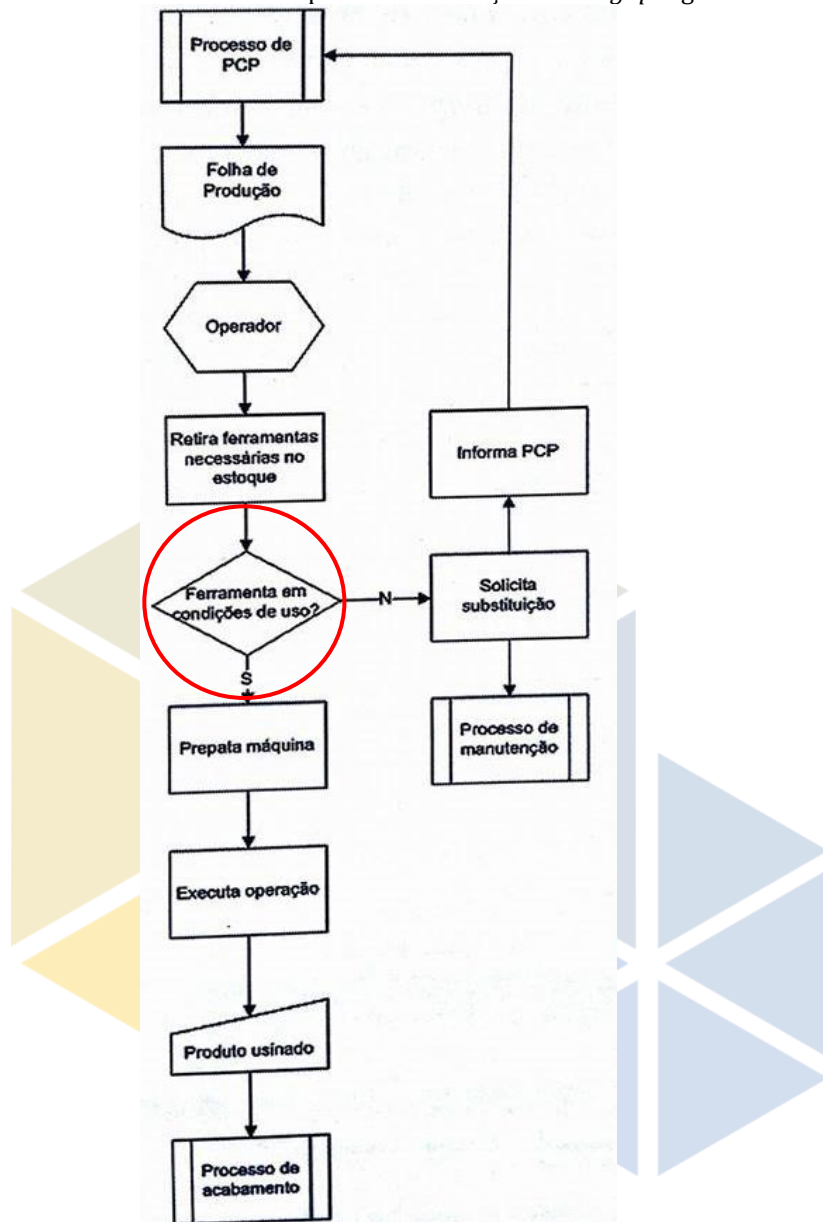 Processo de
PCP
Folha de
Produção
Operador
Retira ferramentas
necessárias no
estoque
Informa PCP
Ferramenta em
condições de uso?
N
Solicita
substituição
S
Prepata máquina
Processo de
manutenção
Executa operação
Produto usinado
Processo de
acabamento